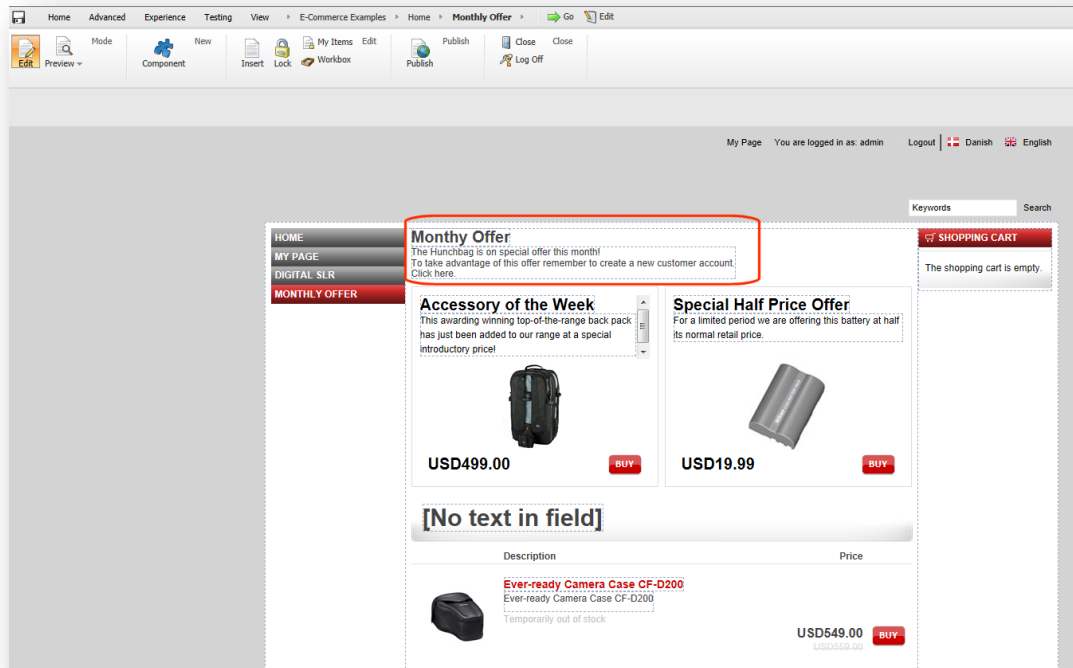 Home Advanced Experience Testing View E-Commerce Examples Home Monthly Offer Go Edit
Edit Preview Mode Component New Insert Lock My Items Edit Workbox Publish Publish Close Close Log Off
My Page You are logged in as: admin Logout Danish English
Keywords Search
HOME
MY PAGE
DIGITAL SLR
MONTHLY OFFER
Monthy Offer
The Hunchbag is on special offer this month!
To take advantage of this offer remember to create a new customer account.
Click here.
SHOPPING CART
The shopping cart is empty.
Accessory of the Week
This awarding winning top-of-the-range back pack
has just been added to our range at a special
introductory price!
USD499.00 BUY
Special Half Price Offer
For a limited period we are offering this battery at half
its normal retail price.
USD19.99 BUY
[No text in field]
Description Price
Ever-ready Camera Case CF-D200
Ever-ready Camera Case CF-D200
Temporarily out of stock
USD549.00 BUY
USD559.00